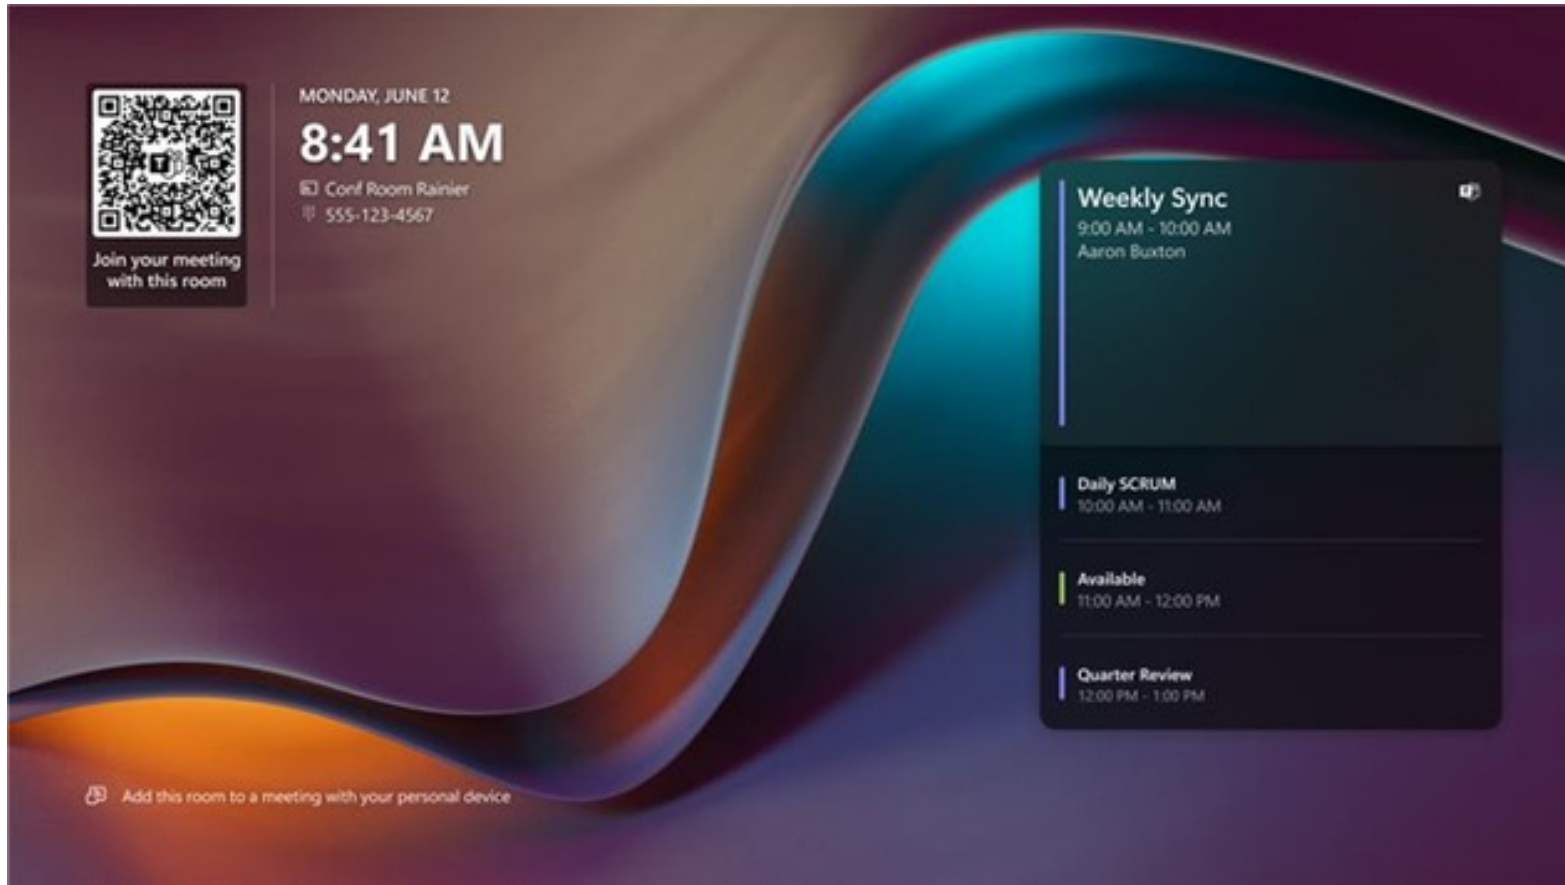 MONDAY, JUNE 12
8:41 AM
Conf Room Rainier
555-123-4567
Join your meeting
with this room
Weekly Sync
9:00 AM - 10:00 AM
Aaron Buxton
Daily SCRUM
10:00 AM - 11:00 AM
Available
11:00 AM - 12:00 PM
Quarter Review
12:00 PM - 1:00 PM
Add this room to a meeting with your personal device